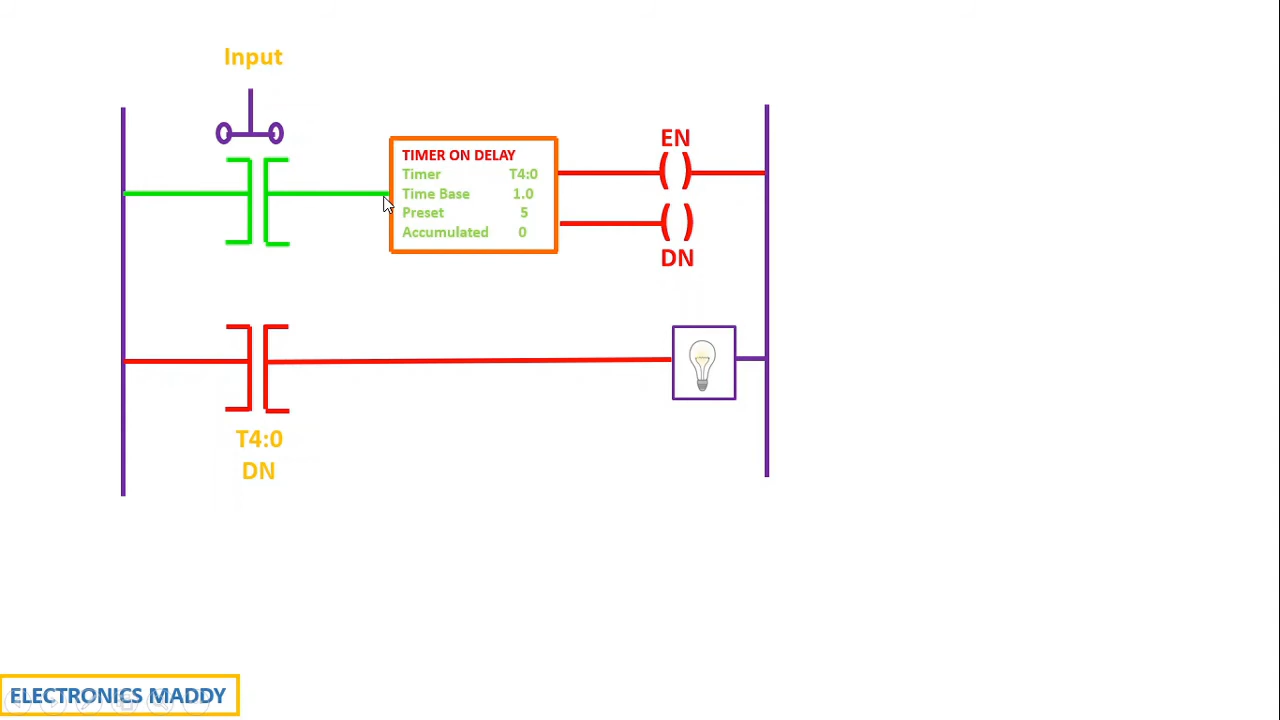 Input
EN
TIMER ON DELAY
Timer T4:0
Time Base 1.0
Preset 5
Accumulated 0
DN
T4:0
DN
ELECTRONICS MADDY